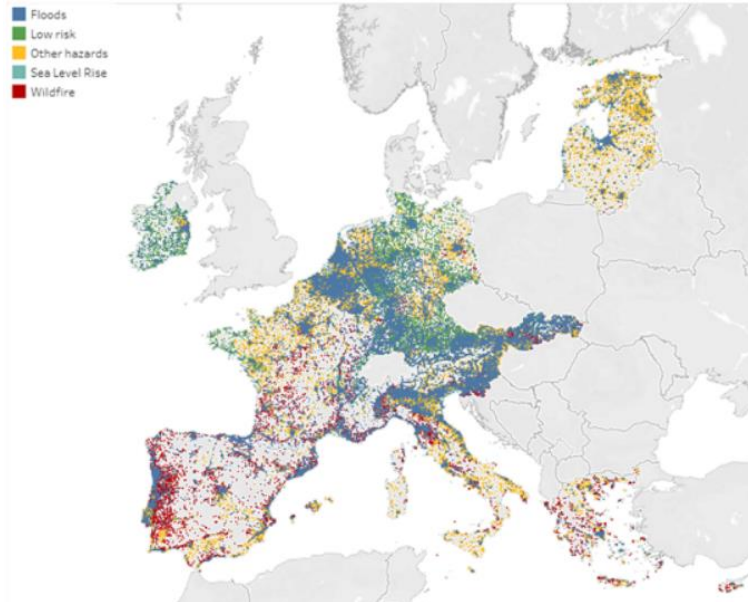 Floods
Low risk
Other hazards
Sea Level Rise
Wildfire